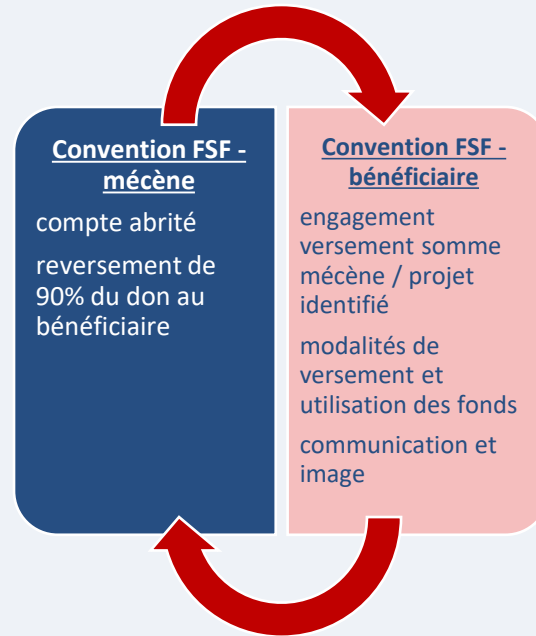 Convention FSF -
mécène
compte abrité
reversement de
90% du don au
bénéficiaire
Convention FSF -
bénéficiaire
engagement
versement somme
mécène / projet
identifié
modalités de
versement et
utilisation des fonds
communication et
image